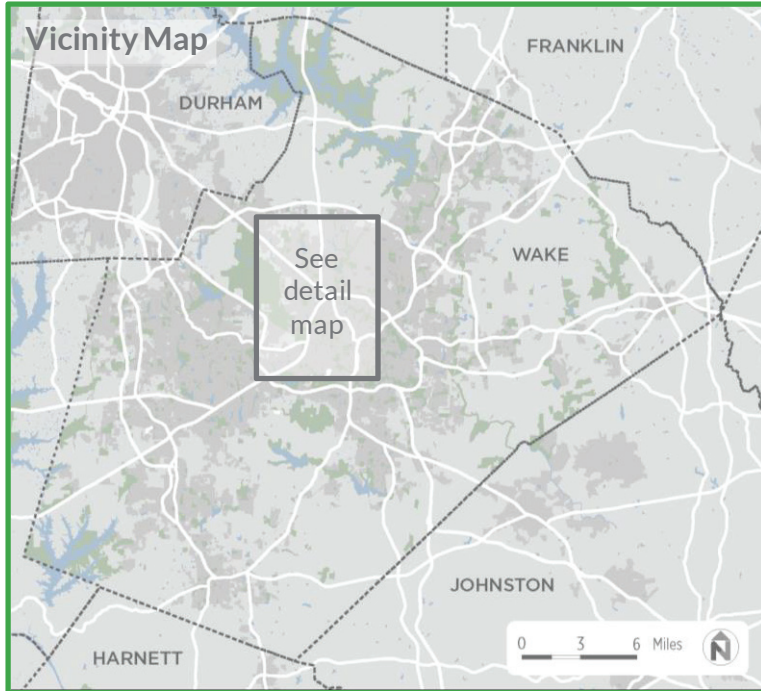 Vicinity Map
FRANKLIN
DURHAM
WAKE
See
detail
map
JOHNSTON
HARNETT
0 3 6 Miles
N